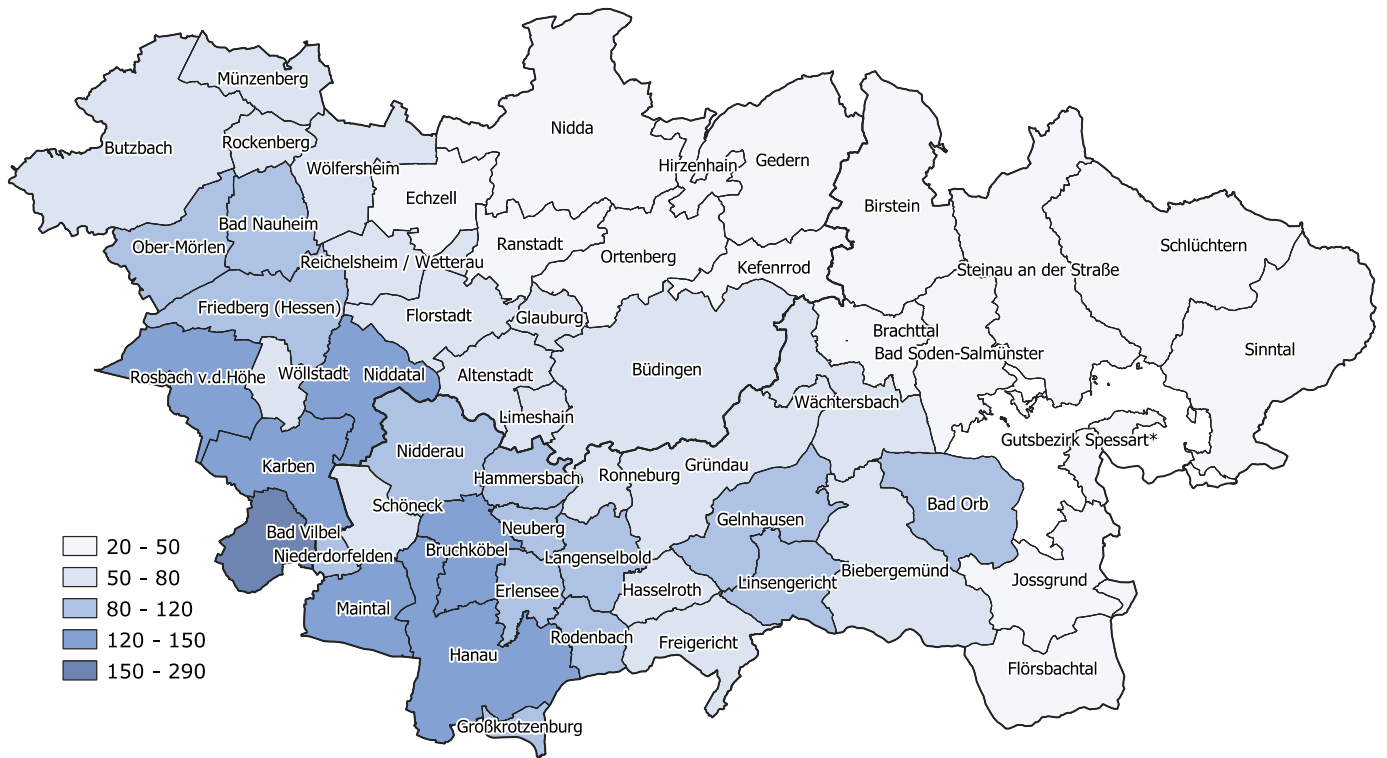 Münzenberg
Nidda
Butzbach
Rockenberg
Wölfersheim
Hirzenhain
Gedern
Echzell
Birstein
Bad Nauheim
Ober-Mörlen
Ranstadt
Schlüchtern
Reichelsheim / Wetterau
Ortenberg
Kefenrrod
Steinau an der Straße
Friedberg (Hessen)
Florstadt
Glauburg
Brachttal
Bad Soden-Salmünster
Sinntal
Rosbach v.d.Höhe
Wöllstadt
Niddatal
Altenstadt
Büdingen
Wächtersbach
Limeshain
Gutsbezirk Spessart*
Nidderau
Karben
Hammersbach
Ronneburg
Gründau
Schöneck
Bad Orb
Gelnhausen
Bad Vilbel
Neuberg
Niederdorfelden
Bruchköbel
Langenselbold
Biebergemünd
Linsengericht
Jossgrund
Erlensee
Hasselroth
Maintal
Rodenbach
Freigericht
Hanau
Flörsbachtal
Großkrotzenburg
20 - 50
50 - 80
80 - 120
120 - 150
150 - 290